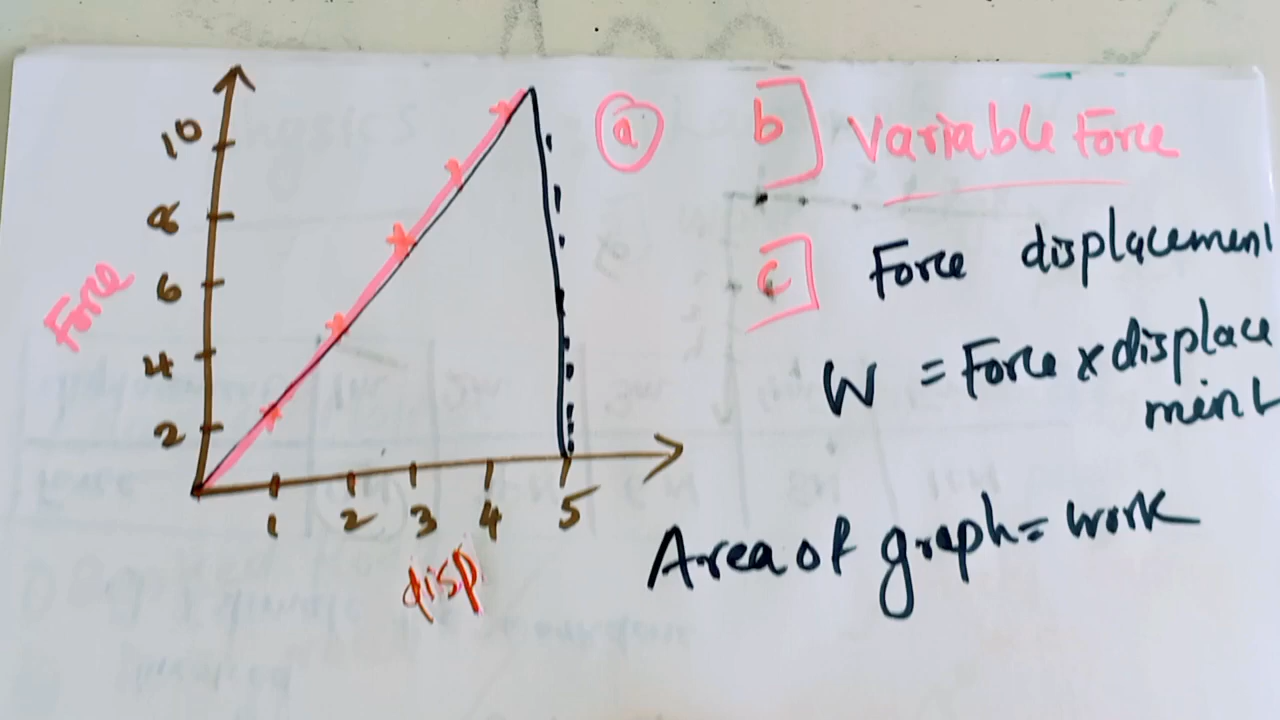 10
8
6
4
2
Force
1 2 3 4 5
disp
a
b] Variable Force
c] Force displacement
W = Force x displace
ment
Area of graph = work